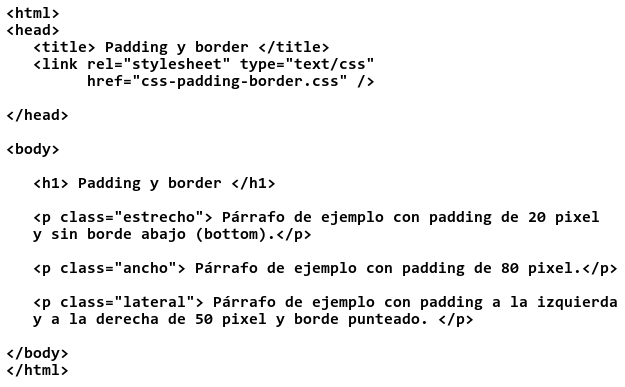 <html>
<head>
   <title> Padding y border </title>
   <link rel="stylesheet" type="text/css"
         href="css-padding-border.css" />
</head>
<body>
   <h1> Padding y border </h1>
   <p class="estrecho"> Párrafo de ejemplo con padding de 20 pixel
   y sin borde abajo (bottom).</p>
   <p class="ancho"> Párrafo de ejemplo con padding de 80 pixel.</p>
   <p class="lateral"> Párrafo de ejemplo con padding a la izquierda
   y a la derecha de 50 pixel y borde punteado. </p>
</body>
</html>